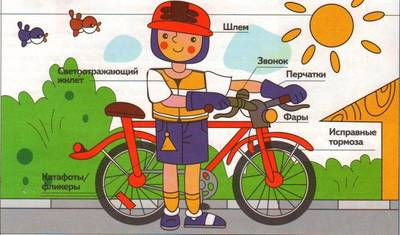 Шлем
Звонок
Светоотражающий
жилет
Перчатки
Фары
Исправные
тормоза
Катафоты/
фликеры